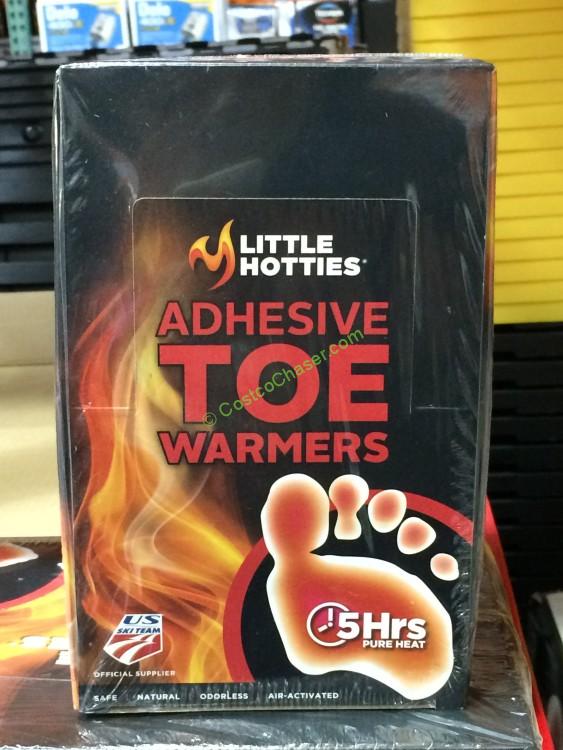 LITTLE
HOTTIES®
ADHESIVE
TOE
WARMERS
© CostcoChaser.com
5Hrs
PURE HEAT
US
SKI TEAM
OFFICIAL SUPPLIER
SAFE NATURAL ODORLESS AIR-ACTIVATED